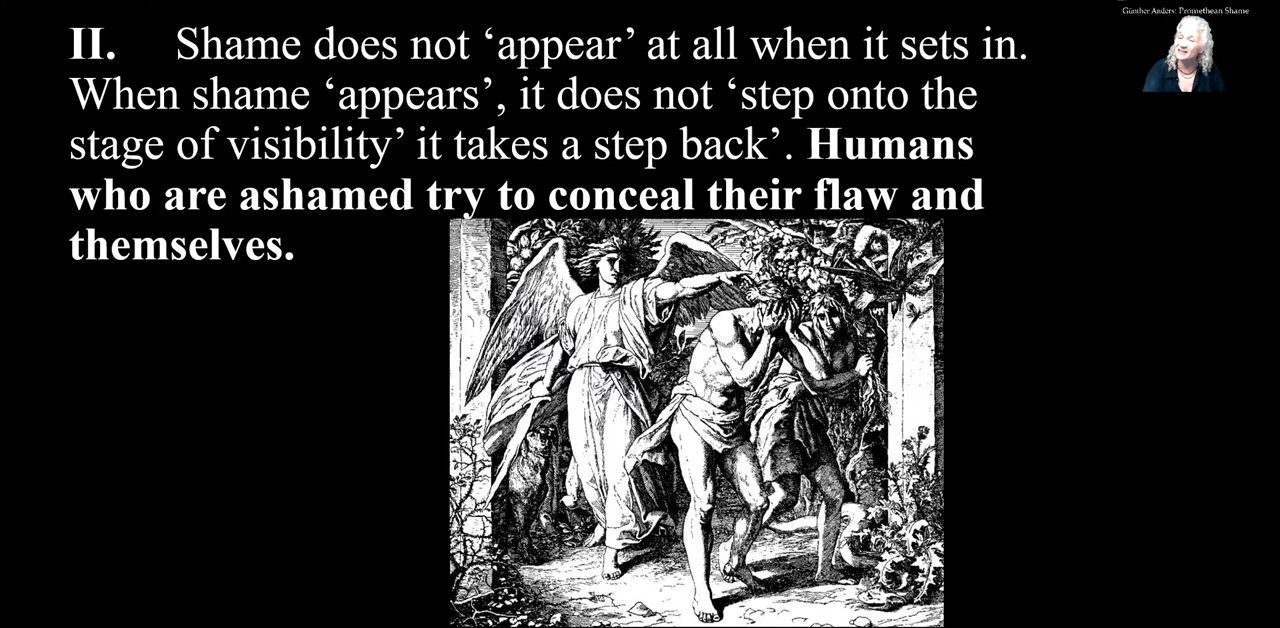 Günther Anders: Promethean Shame
II. Shame does not ‘appear’ at all when it sets in.
When shame ‘appears’, it does not ‘step onto the
stage of visibility’ it takes a step back’. Humans
who are ashamed try to conceal their flaw and
themselves.